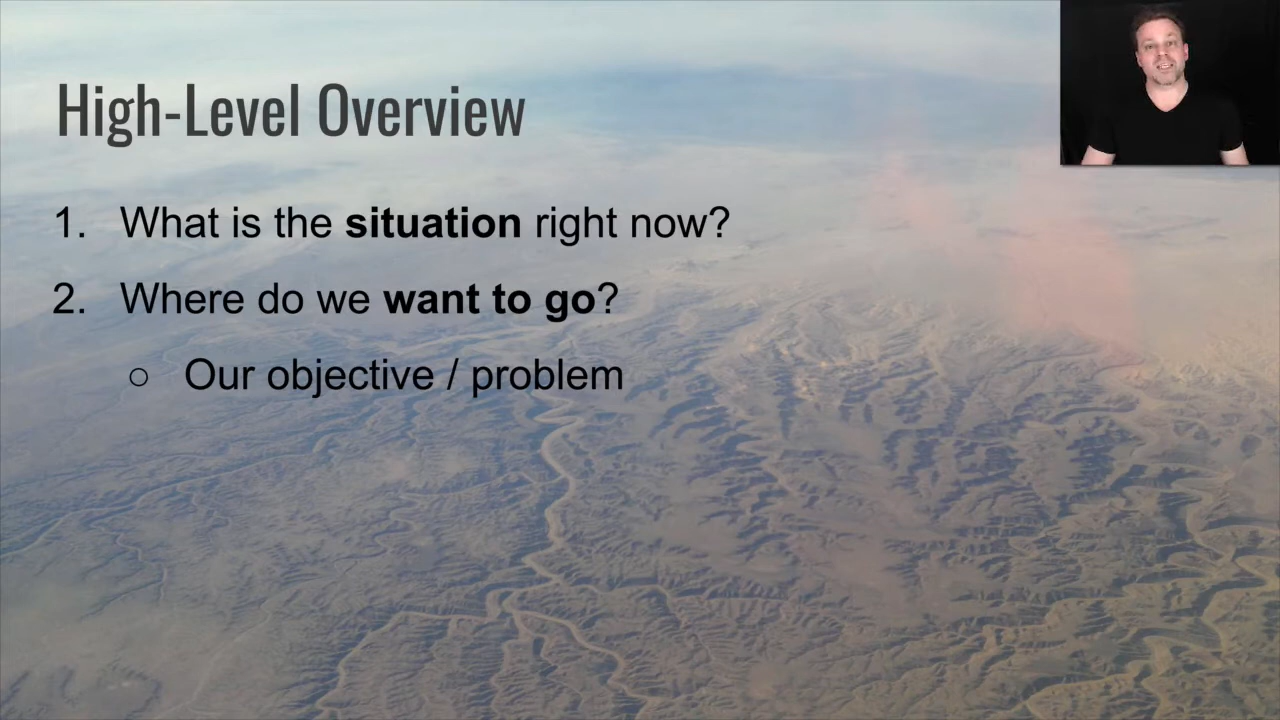 High-Level Overview
1. What is the situation right now?
2. Where do we want to go?
○ Our objective / problem